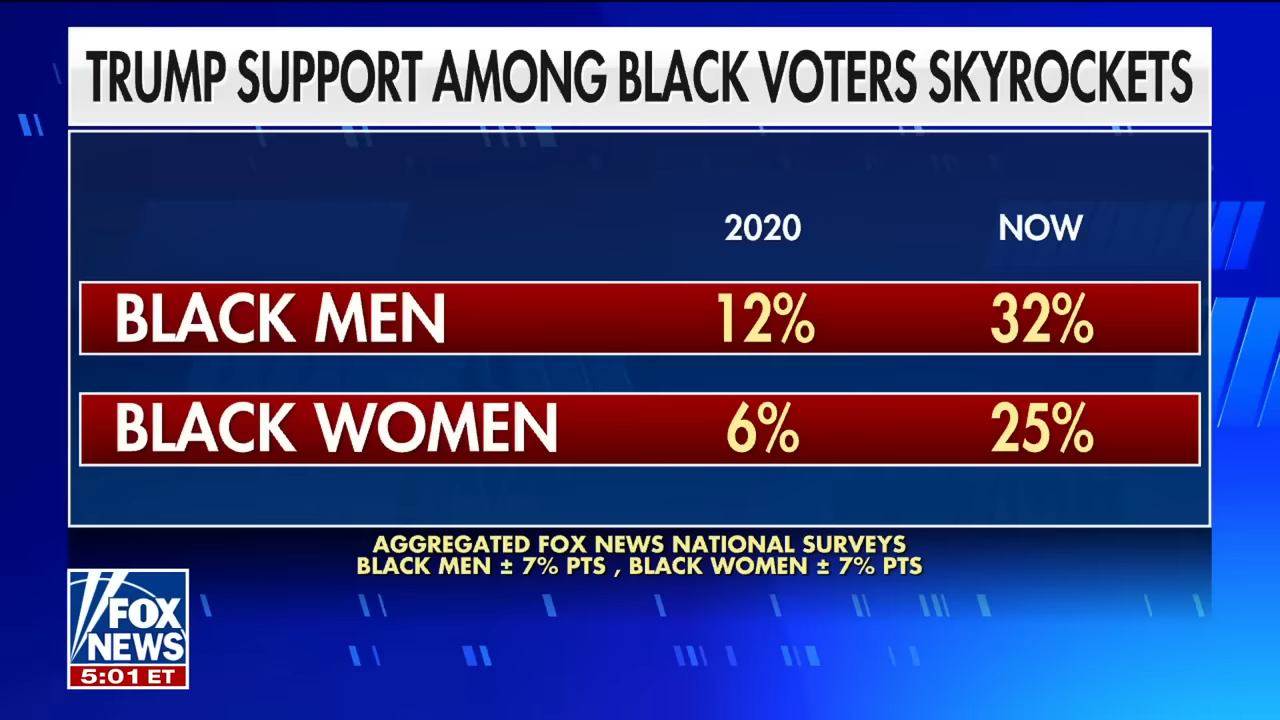 TRUMP SUPPORT AMONG BLACK VOTERS SKYROCKETS
2020 NOW
BLACK MEN 12% 32%
BLACK WOMEN 6% 25%
AGGREGATED FOX NEWS NATIONAL SURVEYS
BLACK MEN ± 7% PTS , BLACK WOMEN ± 7% PTS
FOX
NEWS
5:01 ET